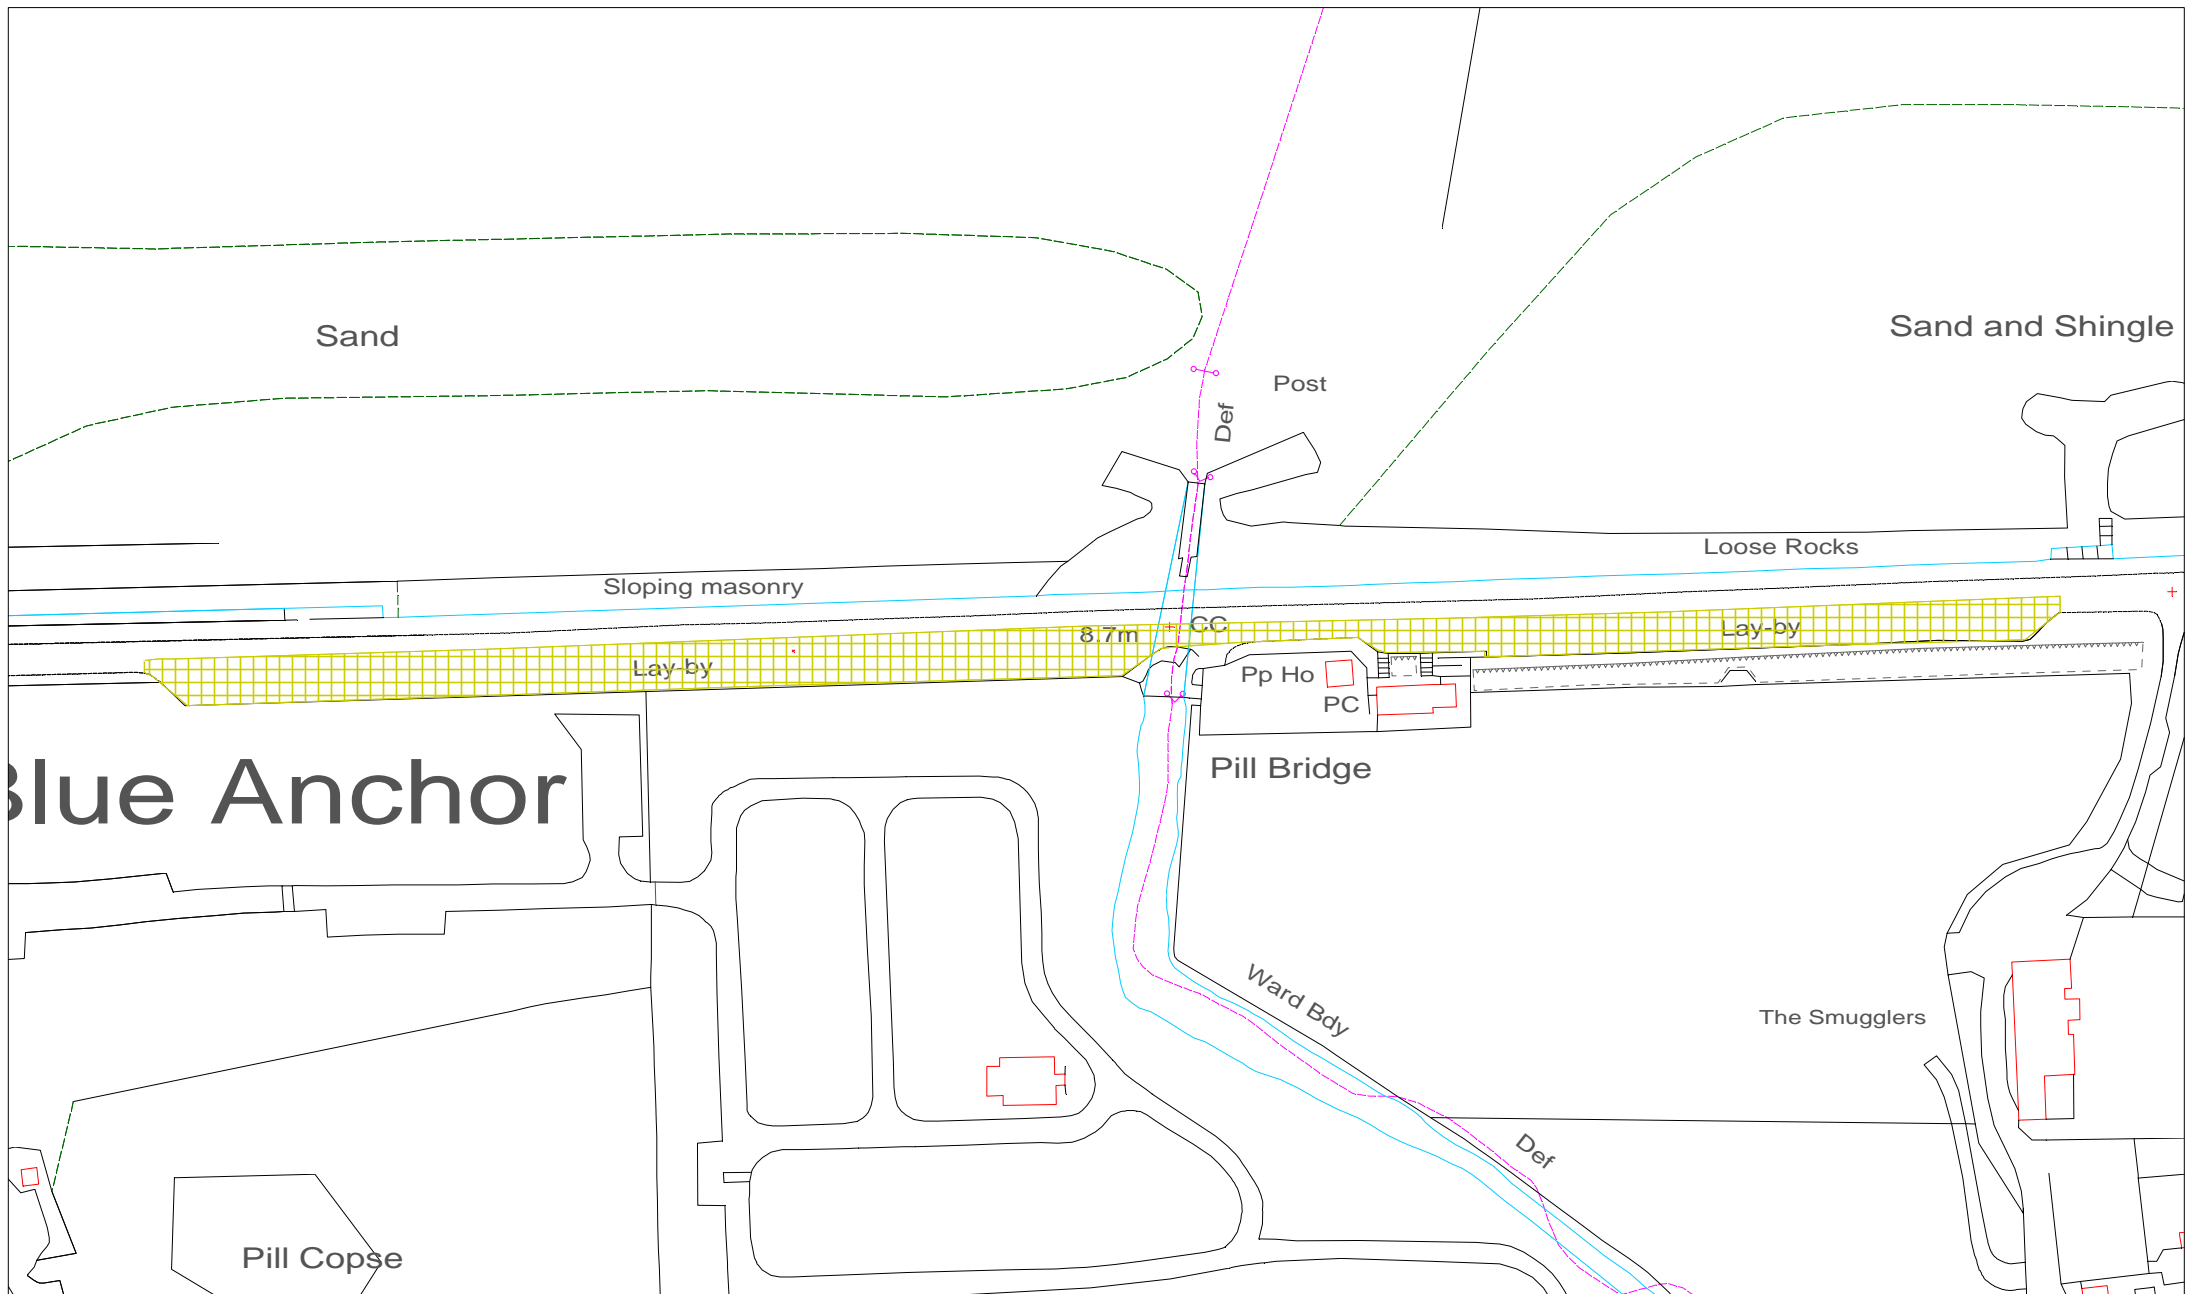 Sand
Sand and Shingle
Post
Def
Loose Rocks
Sloping masonry
CC
8.7m
Lay-by
Lay-by
Pp Ho
PC
Pill Bridge
Blue Anchor
Ward Bdy
The Smugglers
Def
Pill Copse